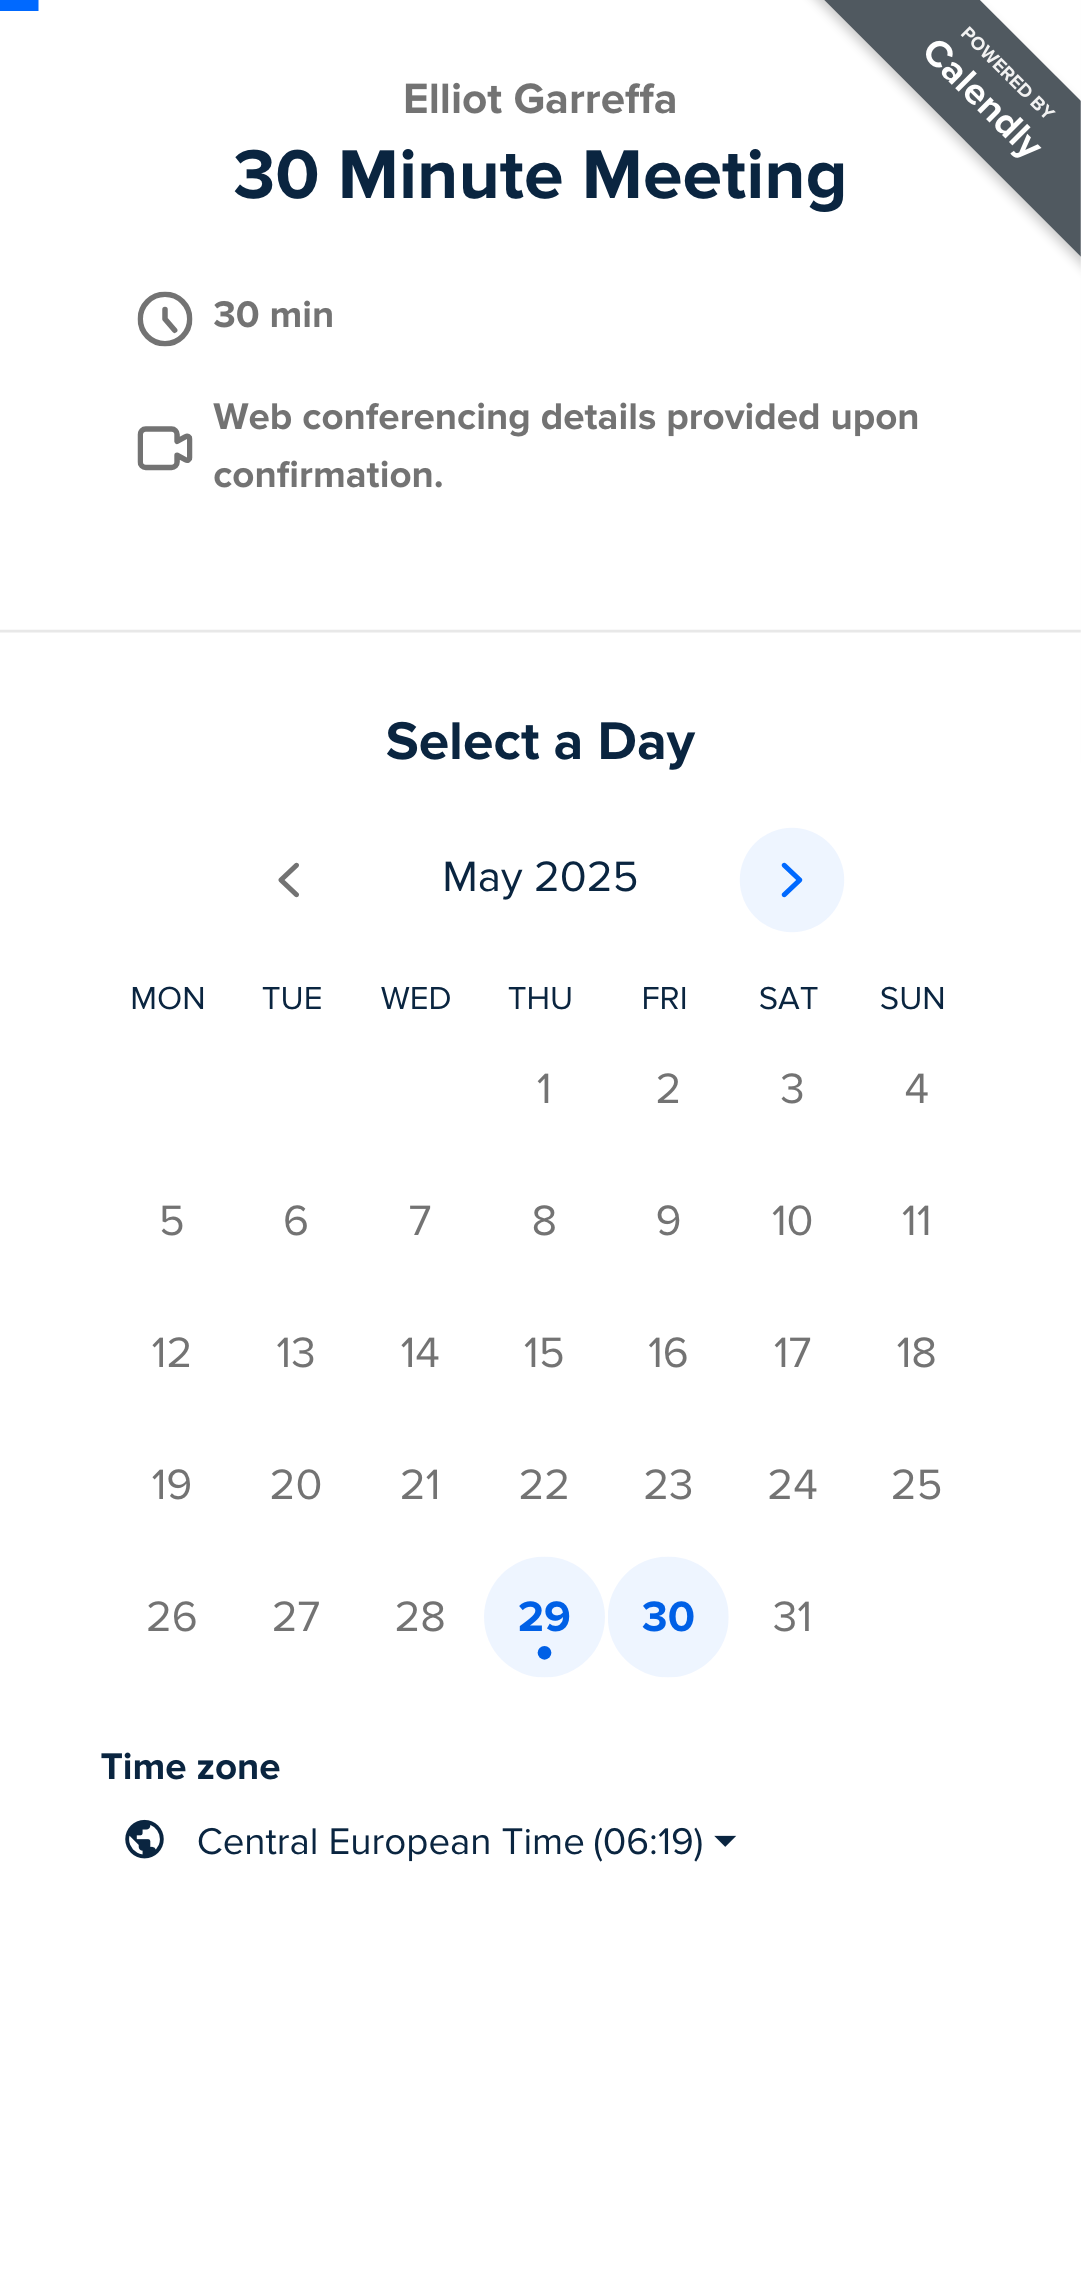 POWERED BY
Calendly
Elliot Garreffa
30 Minute Meeting
30 min
Web conferencing details provided upon
confirmation.
Select a Day
May 2025
MON TUE WED THU FRI SAT SUN
1 2 3 4
5 6 7 8 9 10 11
12 13 14 15 16 17 18
19 20 21 22 23 24 25
26 27 28 29 30 31
Time zone
Central European Time (06:19)